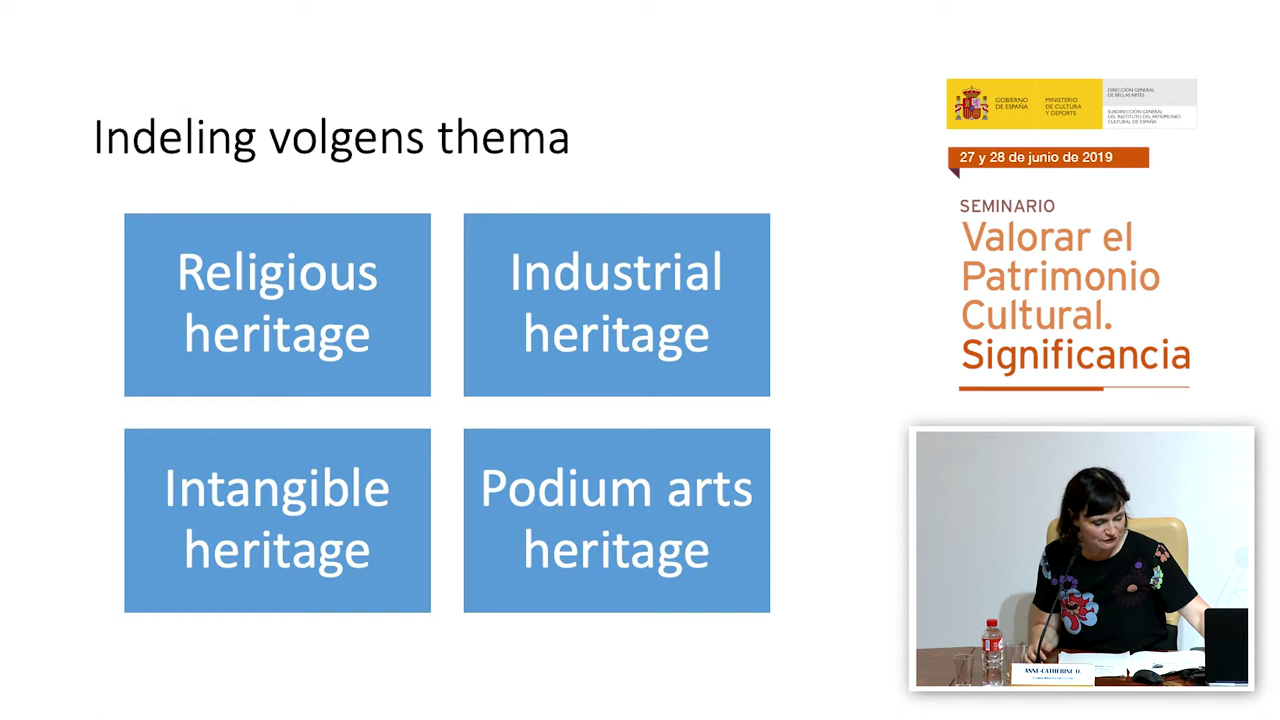 Indeling volgens thema
Religious
heritage
Industrial
heritage
Intangible
heritage
Podium arts
heritage
GOBIERNO
DE ESPAÑA
MINISTERIO
DE CULTURA
Y DEPORTE
DIRECCIÓN GENERAL
DE BELLAS ARTES
SUBDIRECCIÓN GENERAL
DEL INSTITUTO DEL PATRIMONIO
CULTURAL DE ESPAÑA
27 y 28 de junio de 2019
SEMINARIO
Valorar el
Patrimonio
Cultural.
Significancia
ANNE-CATHERINE O.